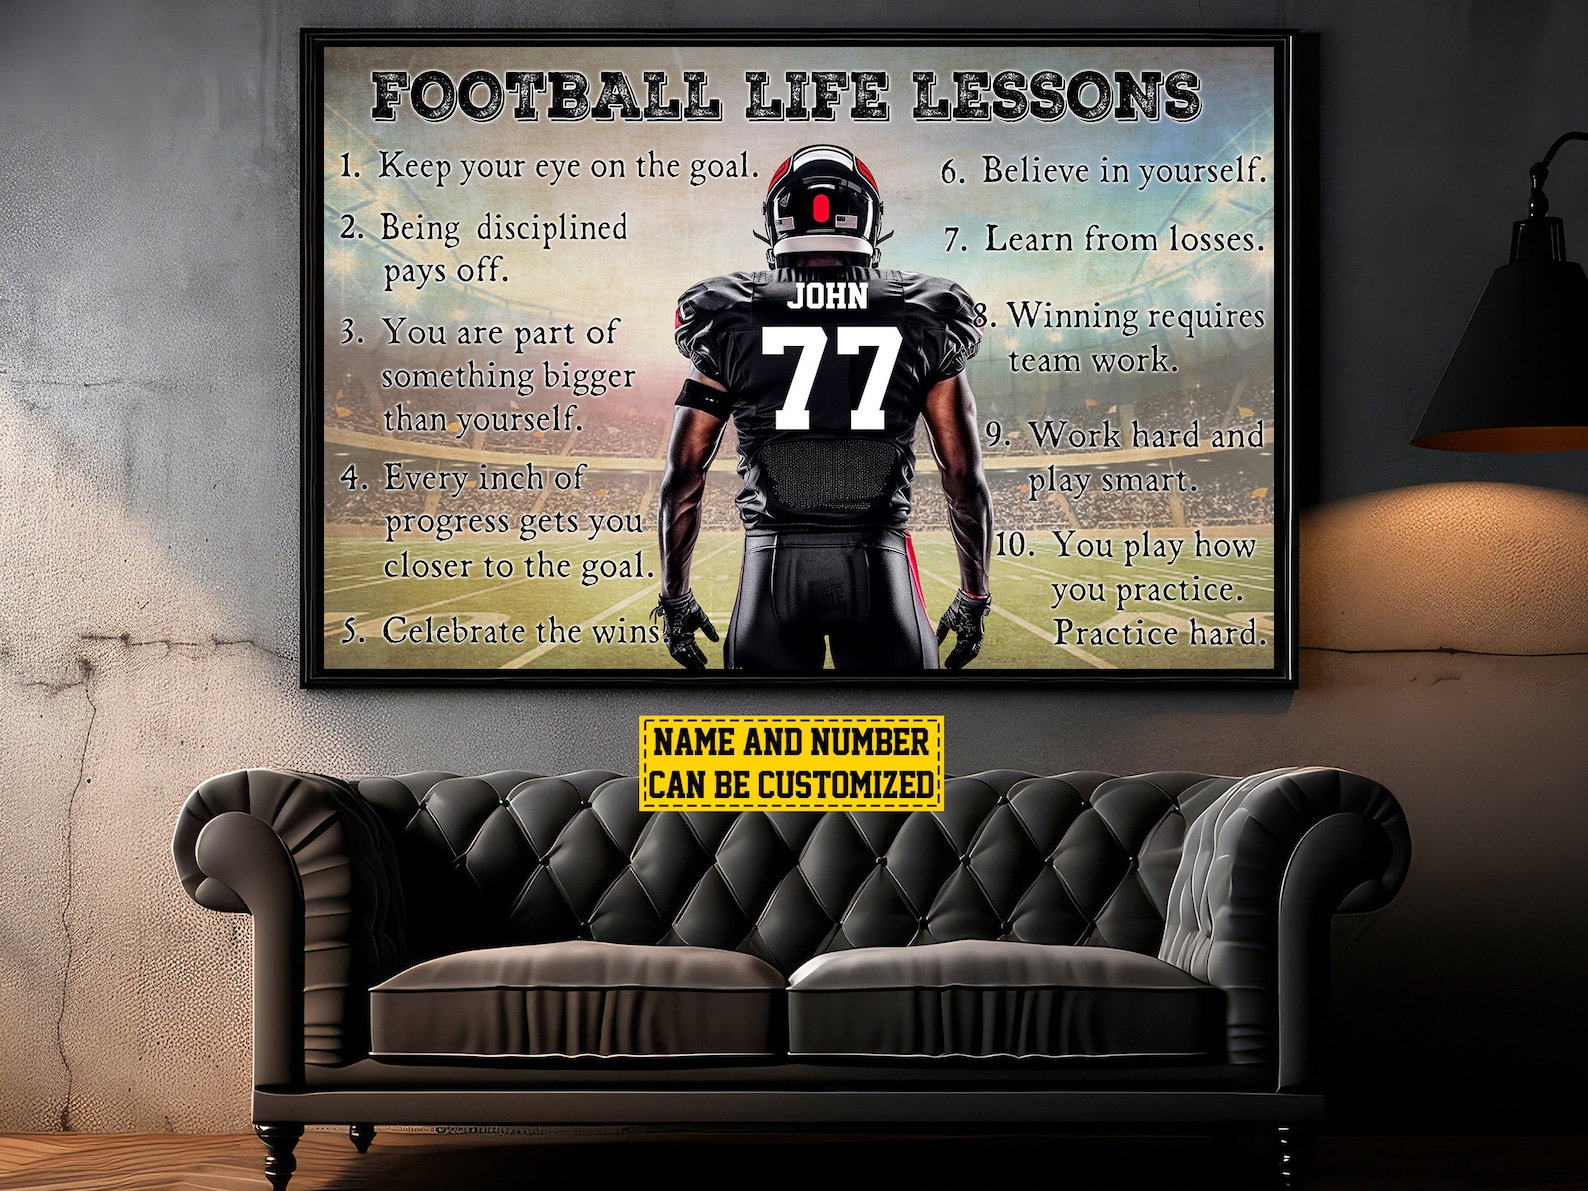 FOOTBALL LIFE LESSONS
1. Keep your eye on the goal.
2. Being disciplined
pays off.
3. You are part of
something bigger
than yourself.
4. Every inch of
progress gets you
closer to the goal.
5. Celebrate the wins.
JOHN
77
6. Believe in yourself.
7. Learn from losses.
8. Winning requires
team work.
9. Work hard and
play smart.
10. You play how
you practice.
Practice hard.
NAME AND NUMBER
CAN BE CUSTOMIZED